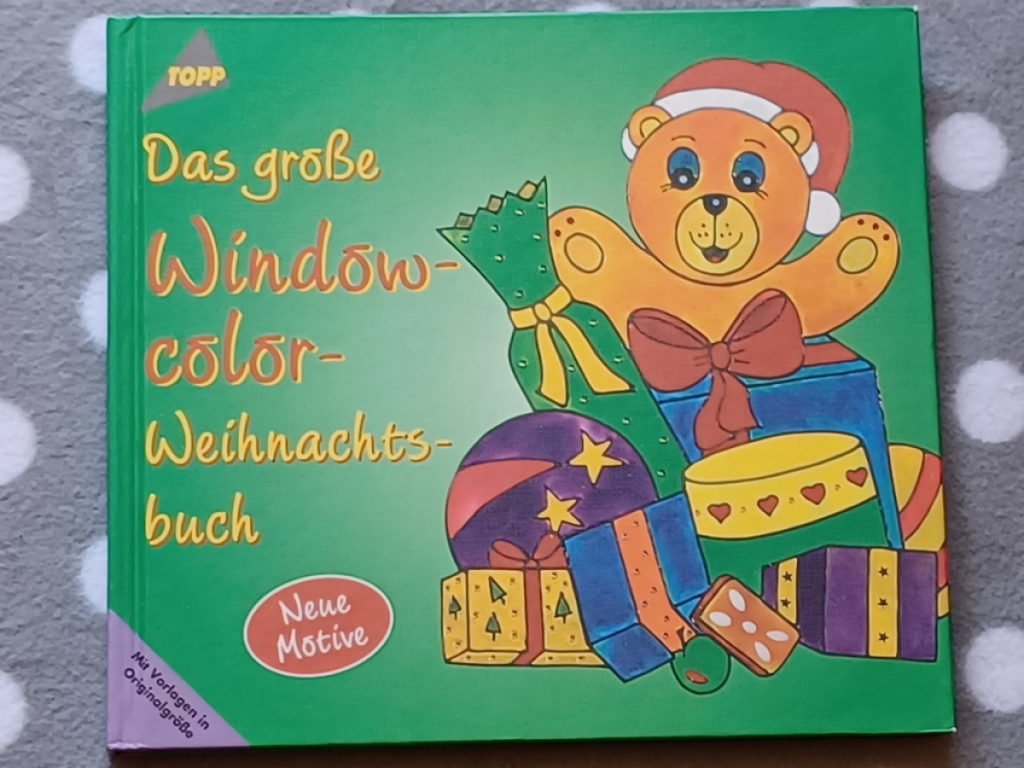 TOPP
Das große
Window-
color-
Weihnachts-
buch
Neue
Motive
Mit Vorlagen in
Originalgröße